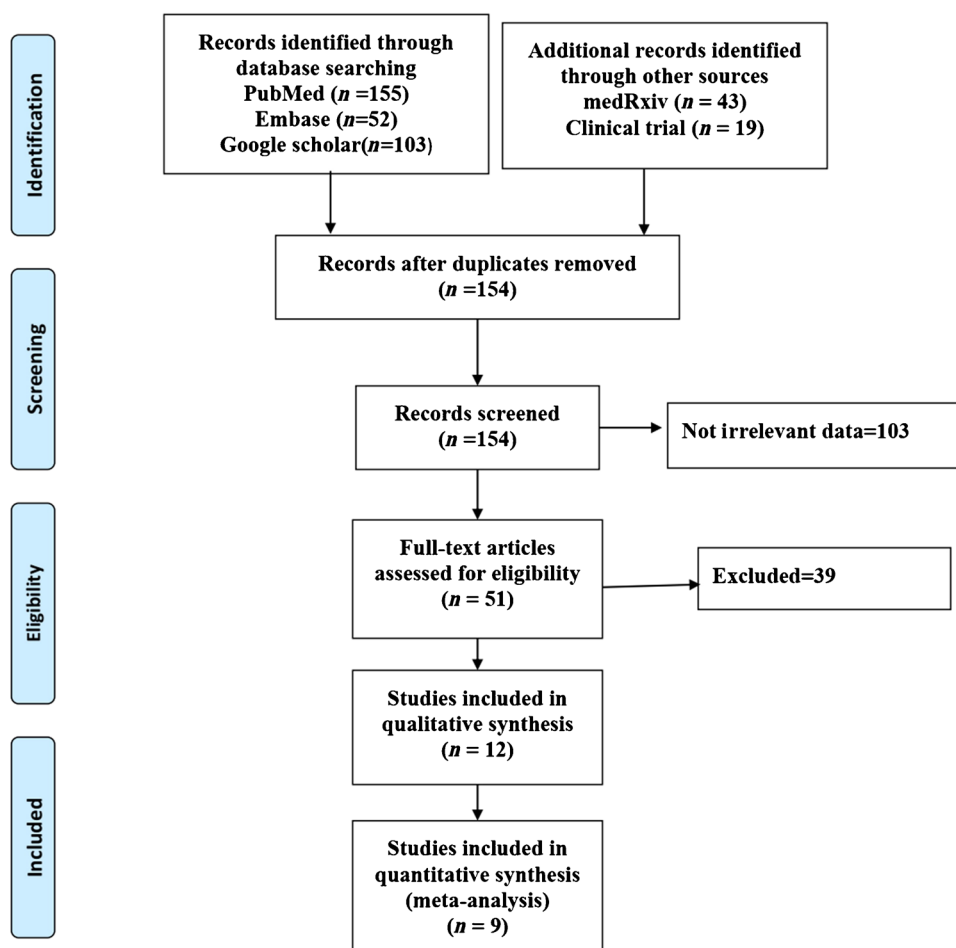 Identification
Records identified through
database searching
PubMed (n =155)
Embase (n=52)
Google scholar(n=103)
Additional records identified
through other sources
medRxiv (n = 43)
Clinical trial (n = 19)
Screening
Records after duplicates removed
(n =154)
Records screened
(n =154)
Not irrelevant data=103
Eligibility
Full-text articles
assessed for eligibility
(n = 51)
Excluded=39
Studies included in
qualitative synthesis
(n = 12)
Included
Studies included in
quantitative synthesis
(meta-analysis)
(n = 9)